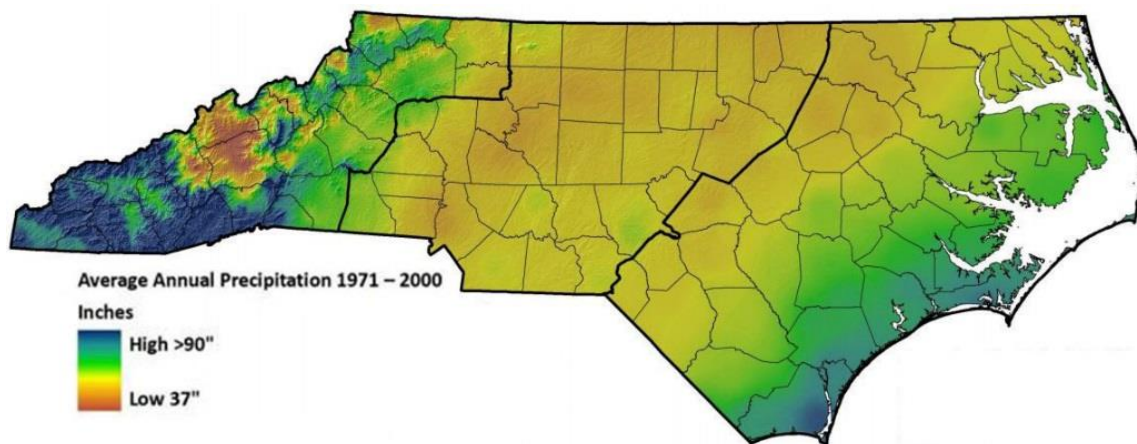 Average Annual Precipitation 1971 – 2000
Inches
High >90"
Low 37"